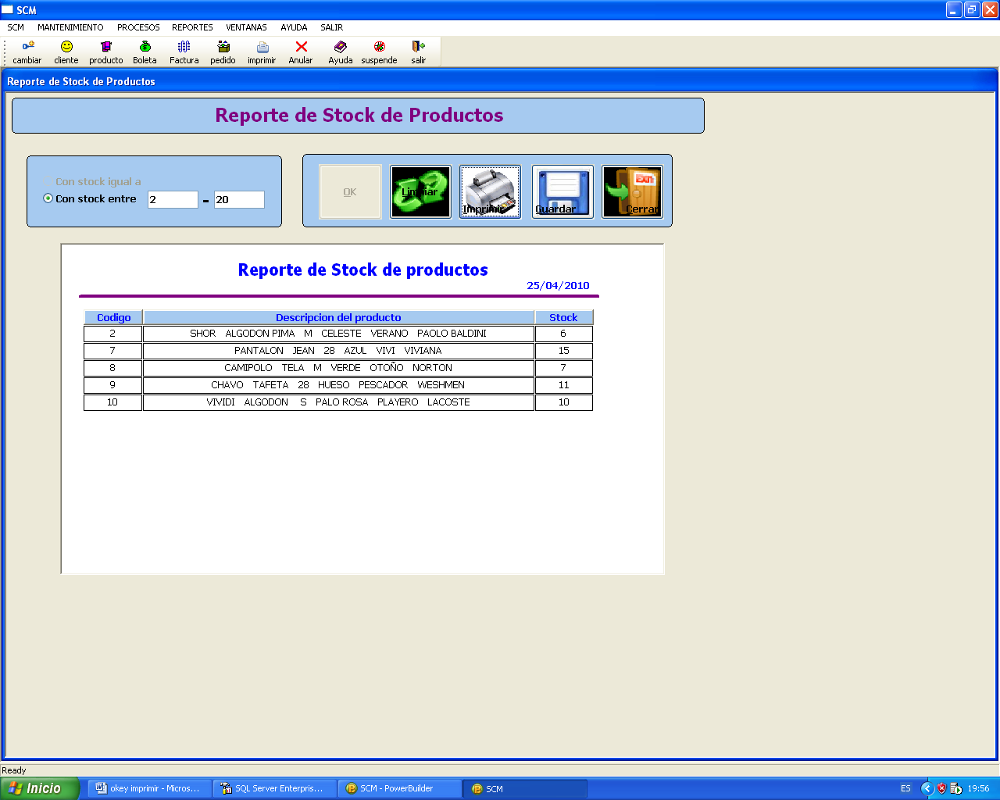 SCM
SCM MANTENIMIENTO PROCESOS REPORTES VENTANAS AYUDA SALIR
cambiar cliente producto Boleta Factura pedido imprimir Anular Ayuda suspende salir
Reporte de Stock de Productos
Reporte de Stock de Productos
Con stock igual a
Con stock entre 2 - 20
OK Limpiar Imprimir Guardar Cerrar
Reporte de Stock de productos
25/04/2010
Codigo Descripcion del producto Stock
2 SHOR ALGODON PIMA M CELESTE VERANO PAOLO BALDINI 6
7 PANTALON JEAN 28 AZUL VIVI VIVIANA 15
8 CAMIPOLO TELA M VERDE OTOÑO NORTON 7
9 CHAVO TAFETA 28 HUESO PESCADOR WESHMEN 11
10 VIVIDI ALGODON S PALO ROSA PLAYERO LACOSTE 10
Ready
Inicio okey imprimir - Micros... SQL Server Enterpris... SCM - PowerBuilder SCM ES 19:56